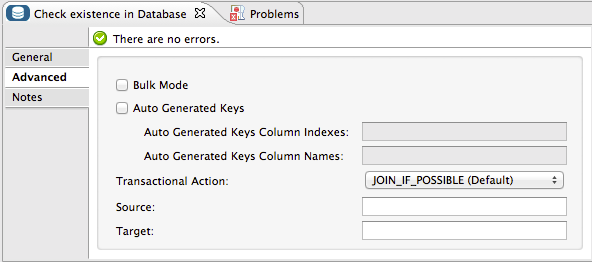 Check existence in Database
Problems
There are no errors.
General
Advanced
Notes
Bulk Mode
Auto Generated Keys
Auto Generated Keys Column Indexes:
Auto Generated Keys Column Names:
Transactional Action:
JOIN_IF_POSSIBLE (Default)
Source:
Target: